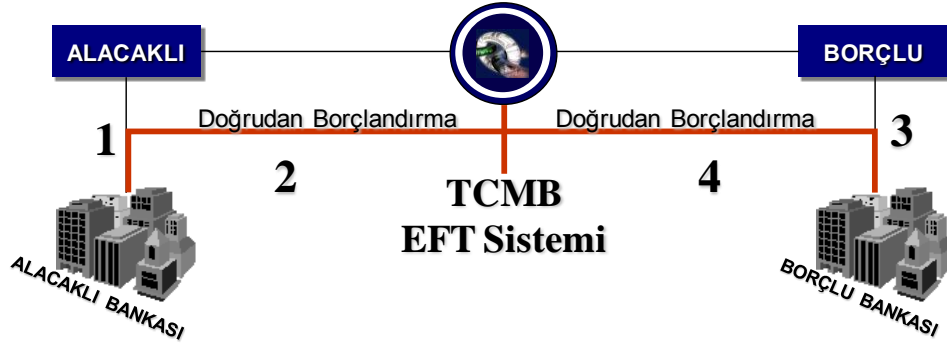 ALACAKLI
BORÇLU
Doğrudan Borçlandırma
Doğrudan Borçlandırma
1
3
2
4
TCMB
EFT Sistemi
ALACAKLI BANKASI
BORÇLU BANKASI